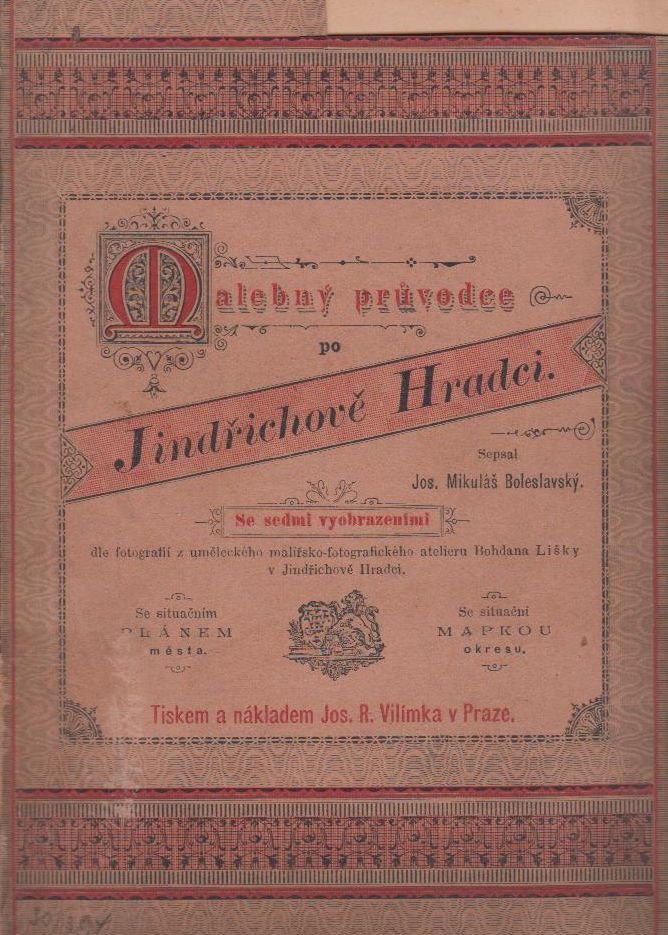 Malebný průvodce
po
Jindřichově Hradci.
Sepsal
Jos. Mikuláš Boleslavský.
Se sedmi vyobrazeními
dle fotografií z uměleckého malířsko-fotografického atelieru Bohdana Lišky
v Jindřichově Hradci.
Se situačním
PLÁNEM
města.
Se situační
MAPKOU
okresu.
Tiskem a nákladem Jos. R. Vilímka v Praze.